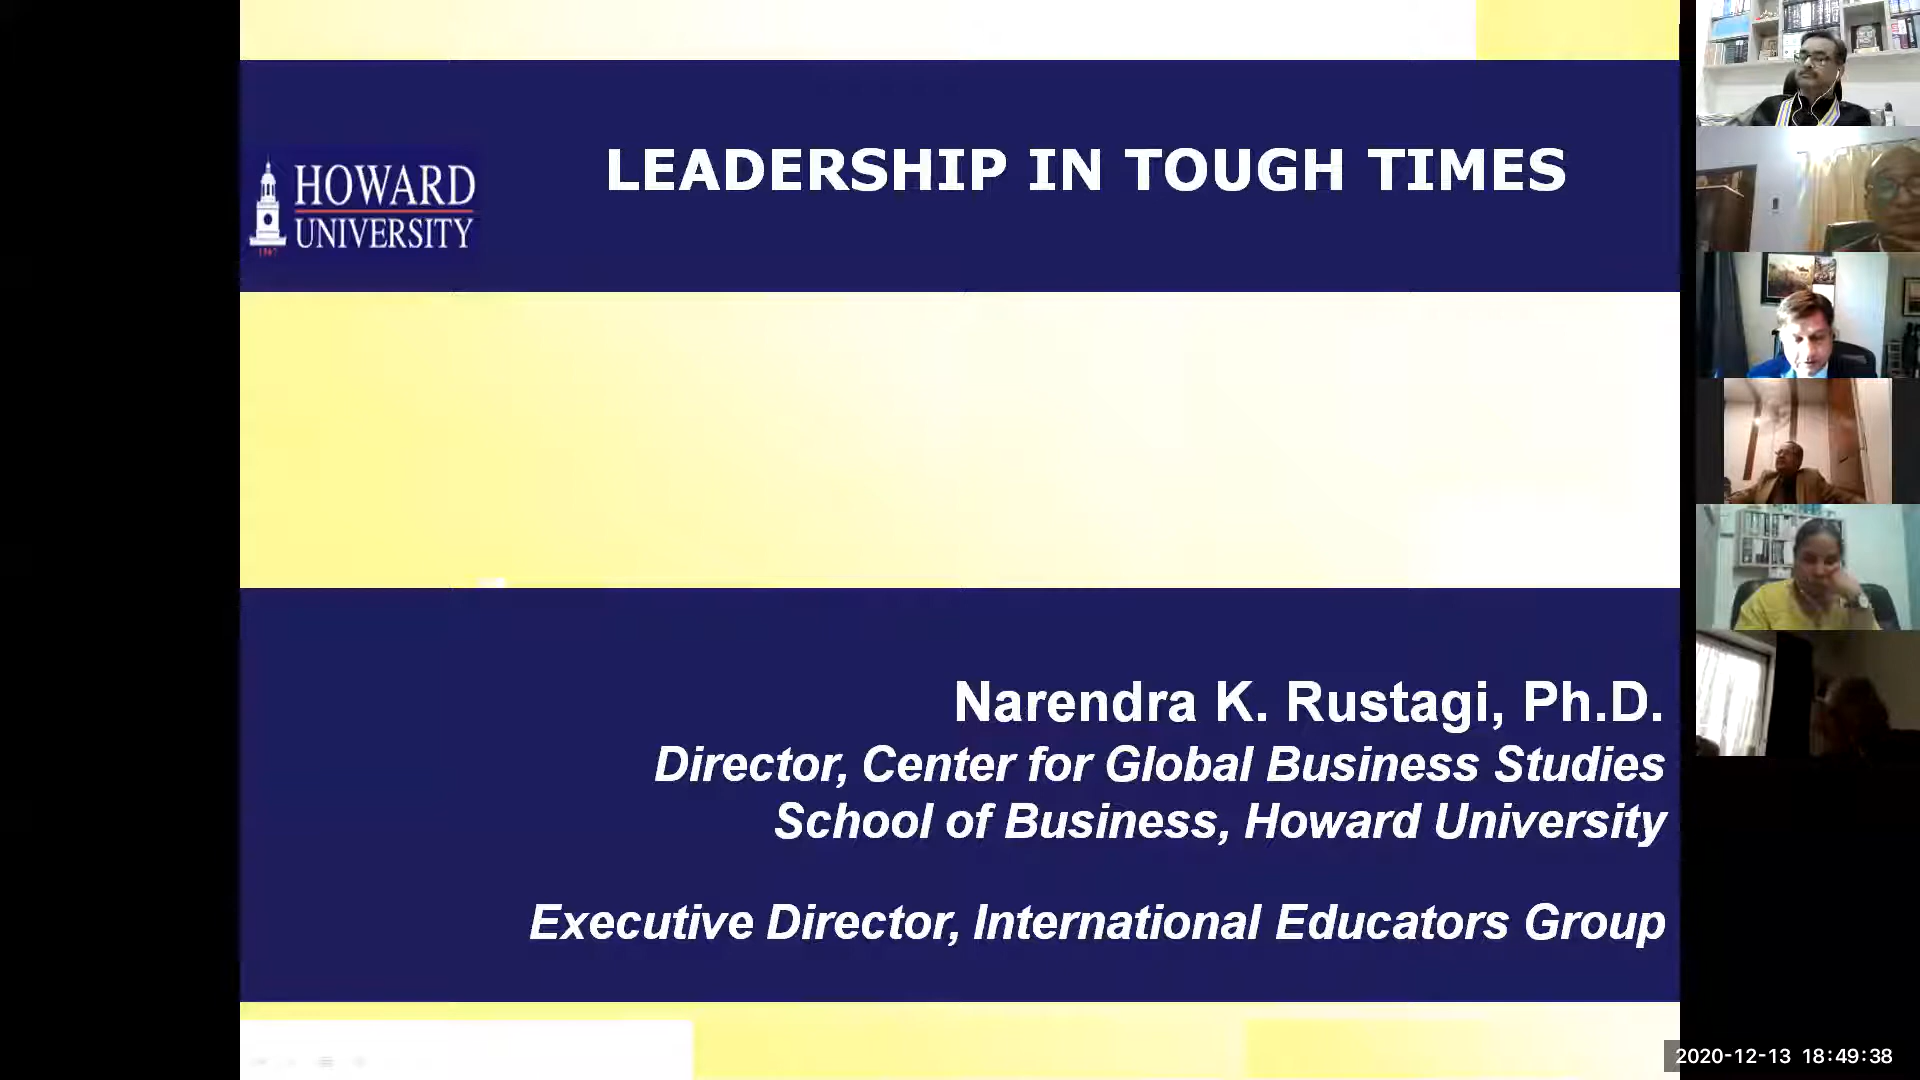 LEADERSHIP IN TOUGH TIMES
HOWARD
UNIVERSITY
1867
Narendra K. Rustagi, Ph.D.
Director, Center for Global Business Studies
School of Business, Howard University
Executive Director, International Educators Group
2020-12-13 18:49:38